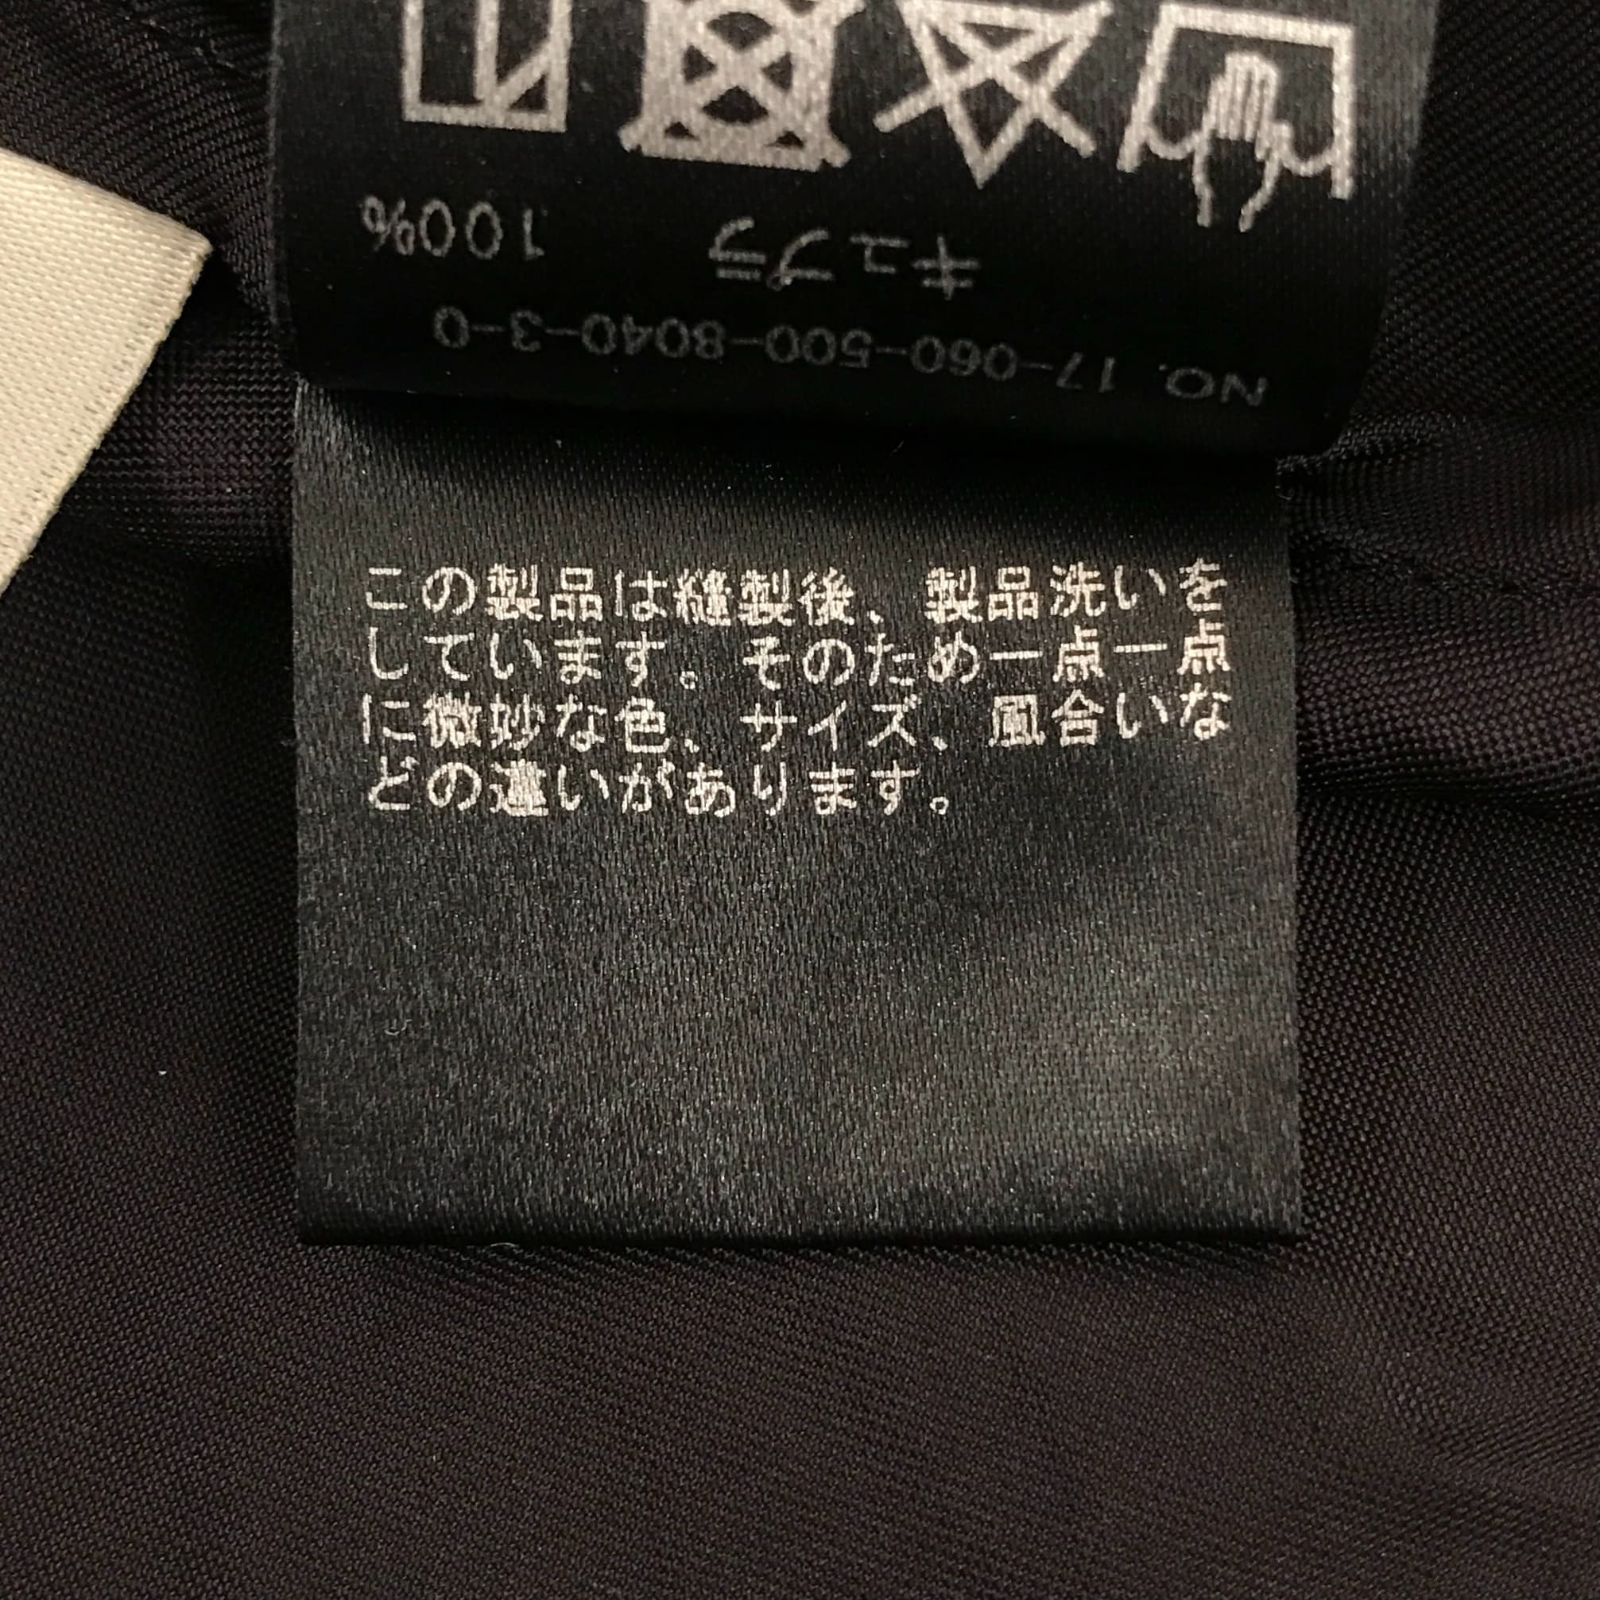 キュプラ 100%
NO. 17-060-500-8040-3-0
この製品は縫製後、製品洗いを
しています。そのため一点一点
に微妙な色、サイズ、風合いな
どの違いがあります。